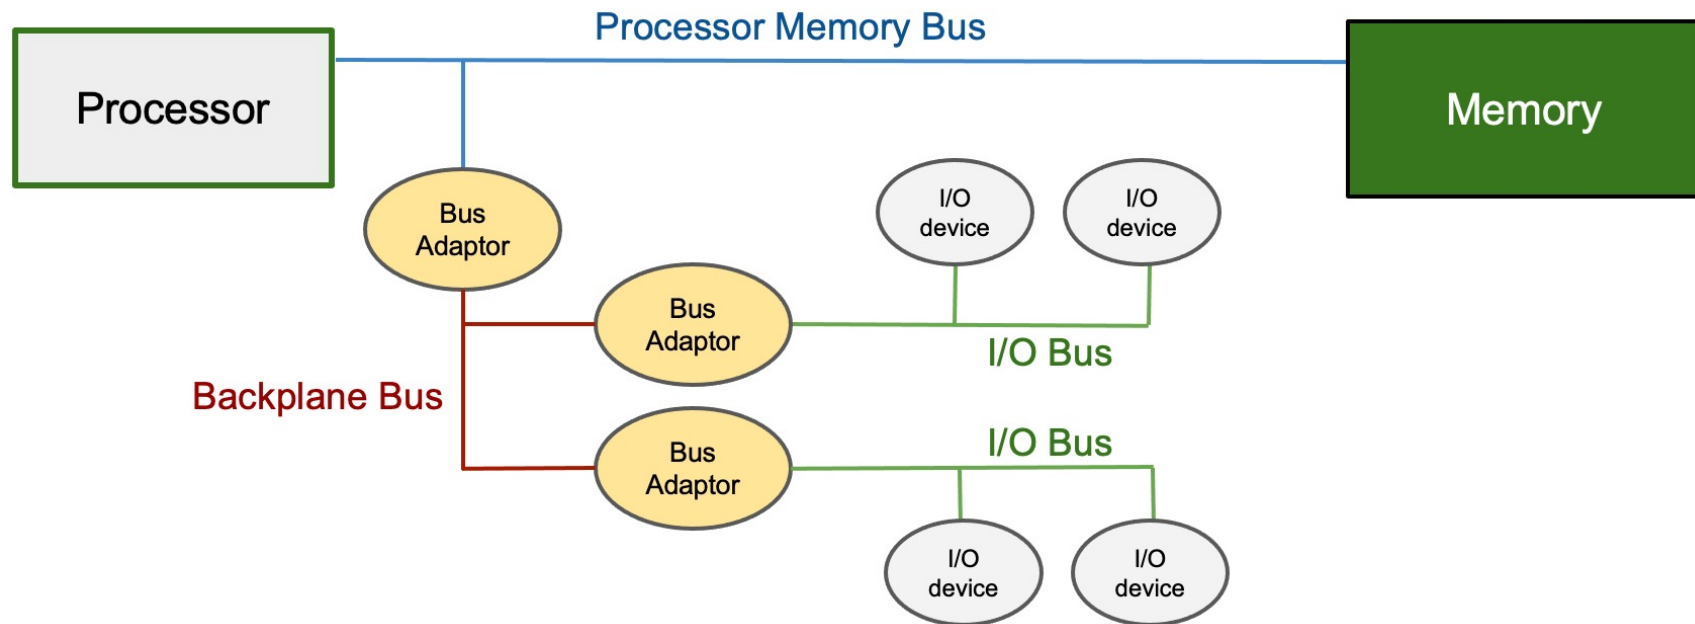 Processor Memory Bus
Processor
Memory
Bus
Adaptor
I/O
device
I/O
device
Bus
Adaptor
I/O Bus
Backplane Bus
Bus
Adaptor
I/O Bus
I/O
device
I/O
device